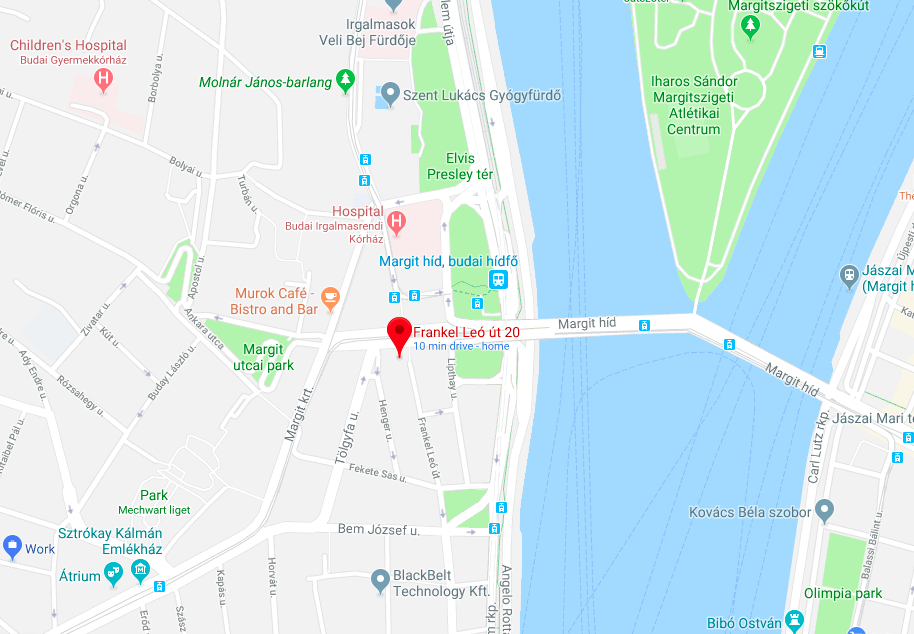 Margitszigeti szökőkút
Irgalmasok
Veli Bej Fürdője
Children's Hospital
Budai Gyermekkórház
Borbolya u.
Molnár János-barlang
Szent Lukács Gyógyfürdő
Iharos Sándor
Margitszigeti
Atlétikai
Centrum
Elvis
Presley tér
Bolyai u.
Orgona u.
Turbán u.
Hospital
Budai Irgalmasrendi
Kórház
Margit híd, budai hídfő
Apostol u.
Újpesti
Jászai M
(Margit h
Murok Café -
Bistro and Bar
Zivatar u.
Ankara utca
Kút u.
Frankel Leó út 20
10 min drive - home
Margit híd
Margit
utcai park
Ady Endre u.
Rózsahegy u.
Buday László u.
Margit krt.
Tölgyfa u.
Henger u.
Frankel Leó út
Lipthay u.
Margit híd
Jászai Mari t
Carl Lutz rkp.
Fekete Sas u.
Park
Mechwart liget
Bem József u.
Kovács Béla szobor
Sztrókay Kálmán
Emlékház
Work
Átrium
Kapás u.
Horvát u.
Erőd
Szász
BlackBelt
Technology Kft.
Angelo Rotta
rkp
Balassi Bálint u.
Olimpia park
Bibó Ostván